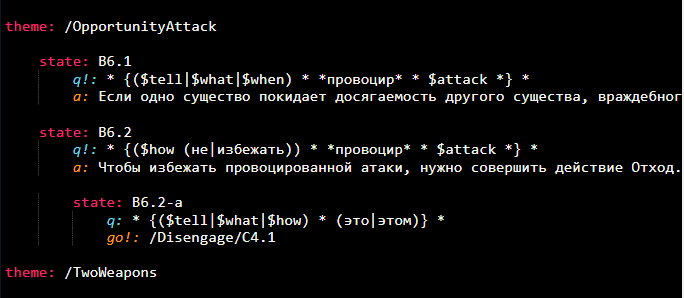 theme: /OpportunityAttack
state: B6.1
q!: * {($tell|$what|$when) * *провоцир* * $attack *} *
a: Если одно существо покидает досягаемость другого существа, враждебног
state: B6.2
q!: * {($how (не|избежать)) * *провоцир* * $attack *} *
a: Чтобы избежать провоцированной атаки, нужно совершить действие Отход.
state: B6.2-a
q: * {($tell|$what|$how) * (это|этом)} *
go!: /Disengage/C4.1
theme: /TwoWeapons